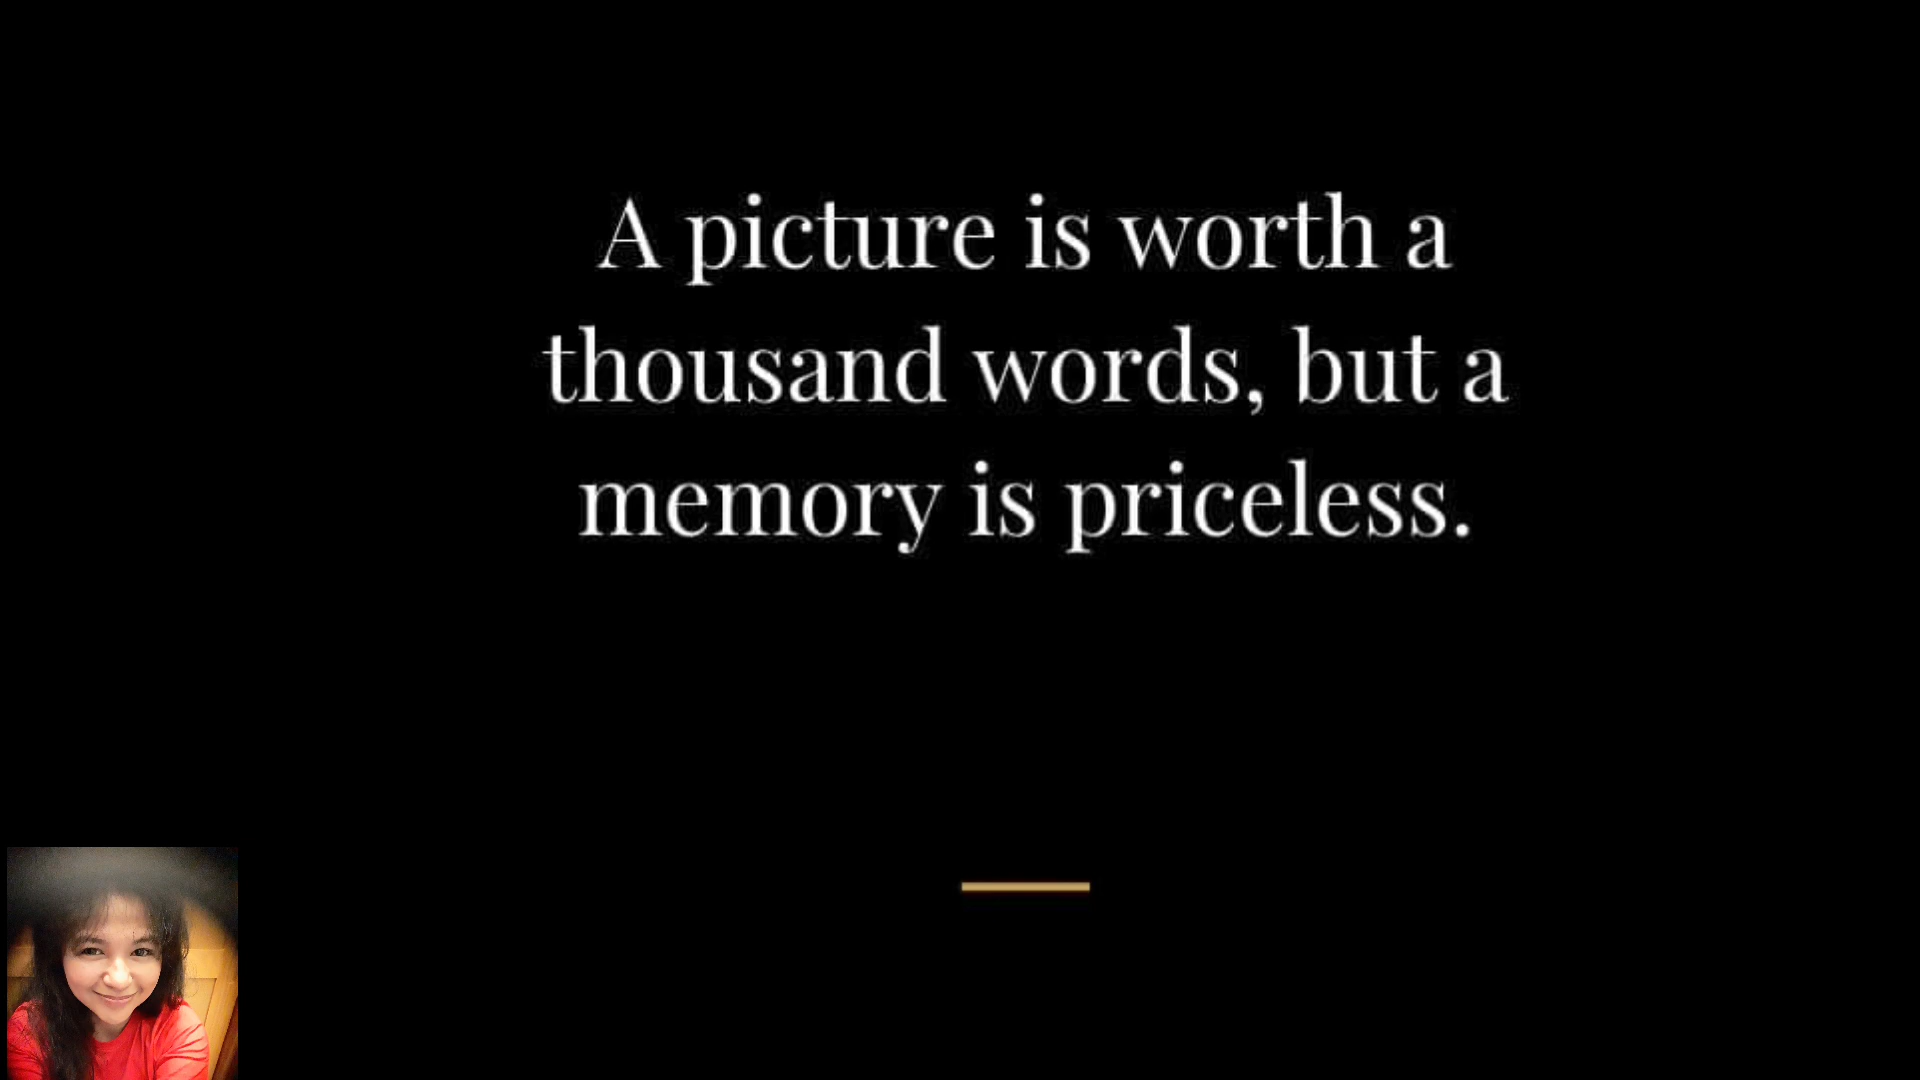 A picture is worth a
thousand words, but a
memory is priceless.